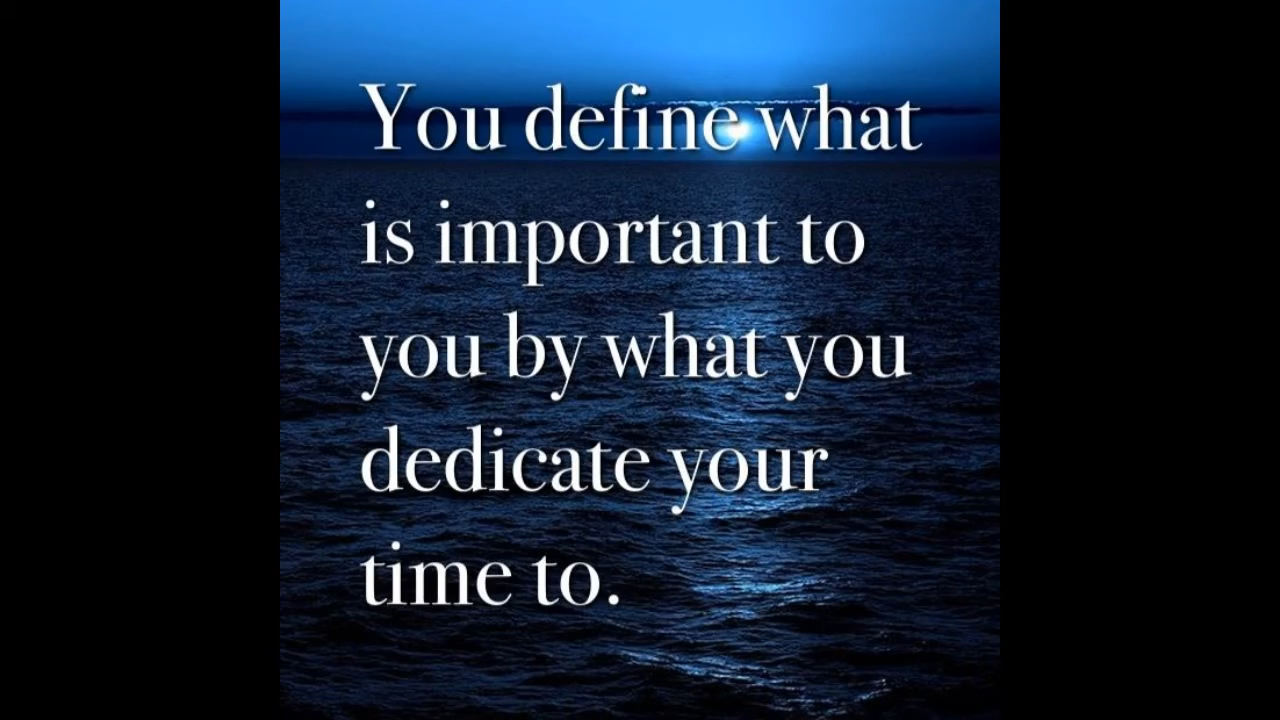 You define what
is important to
you by what you
dedicate your
time to.